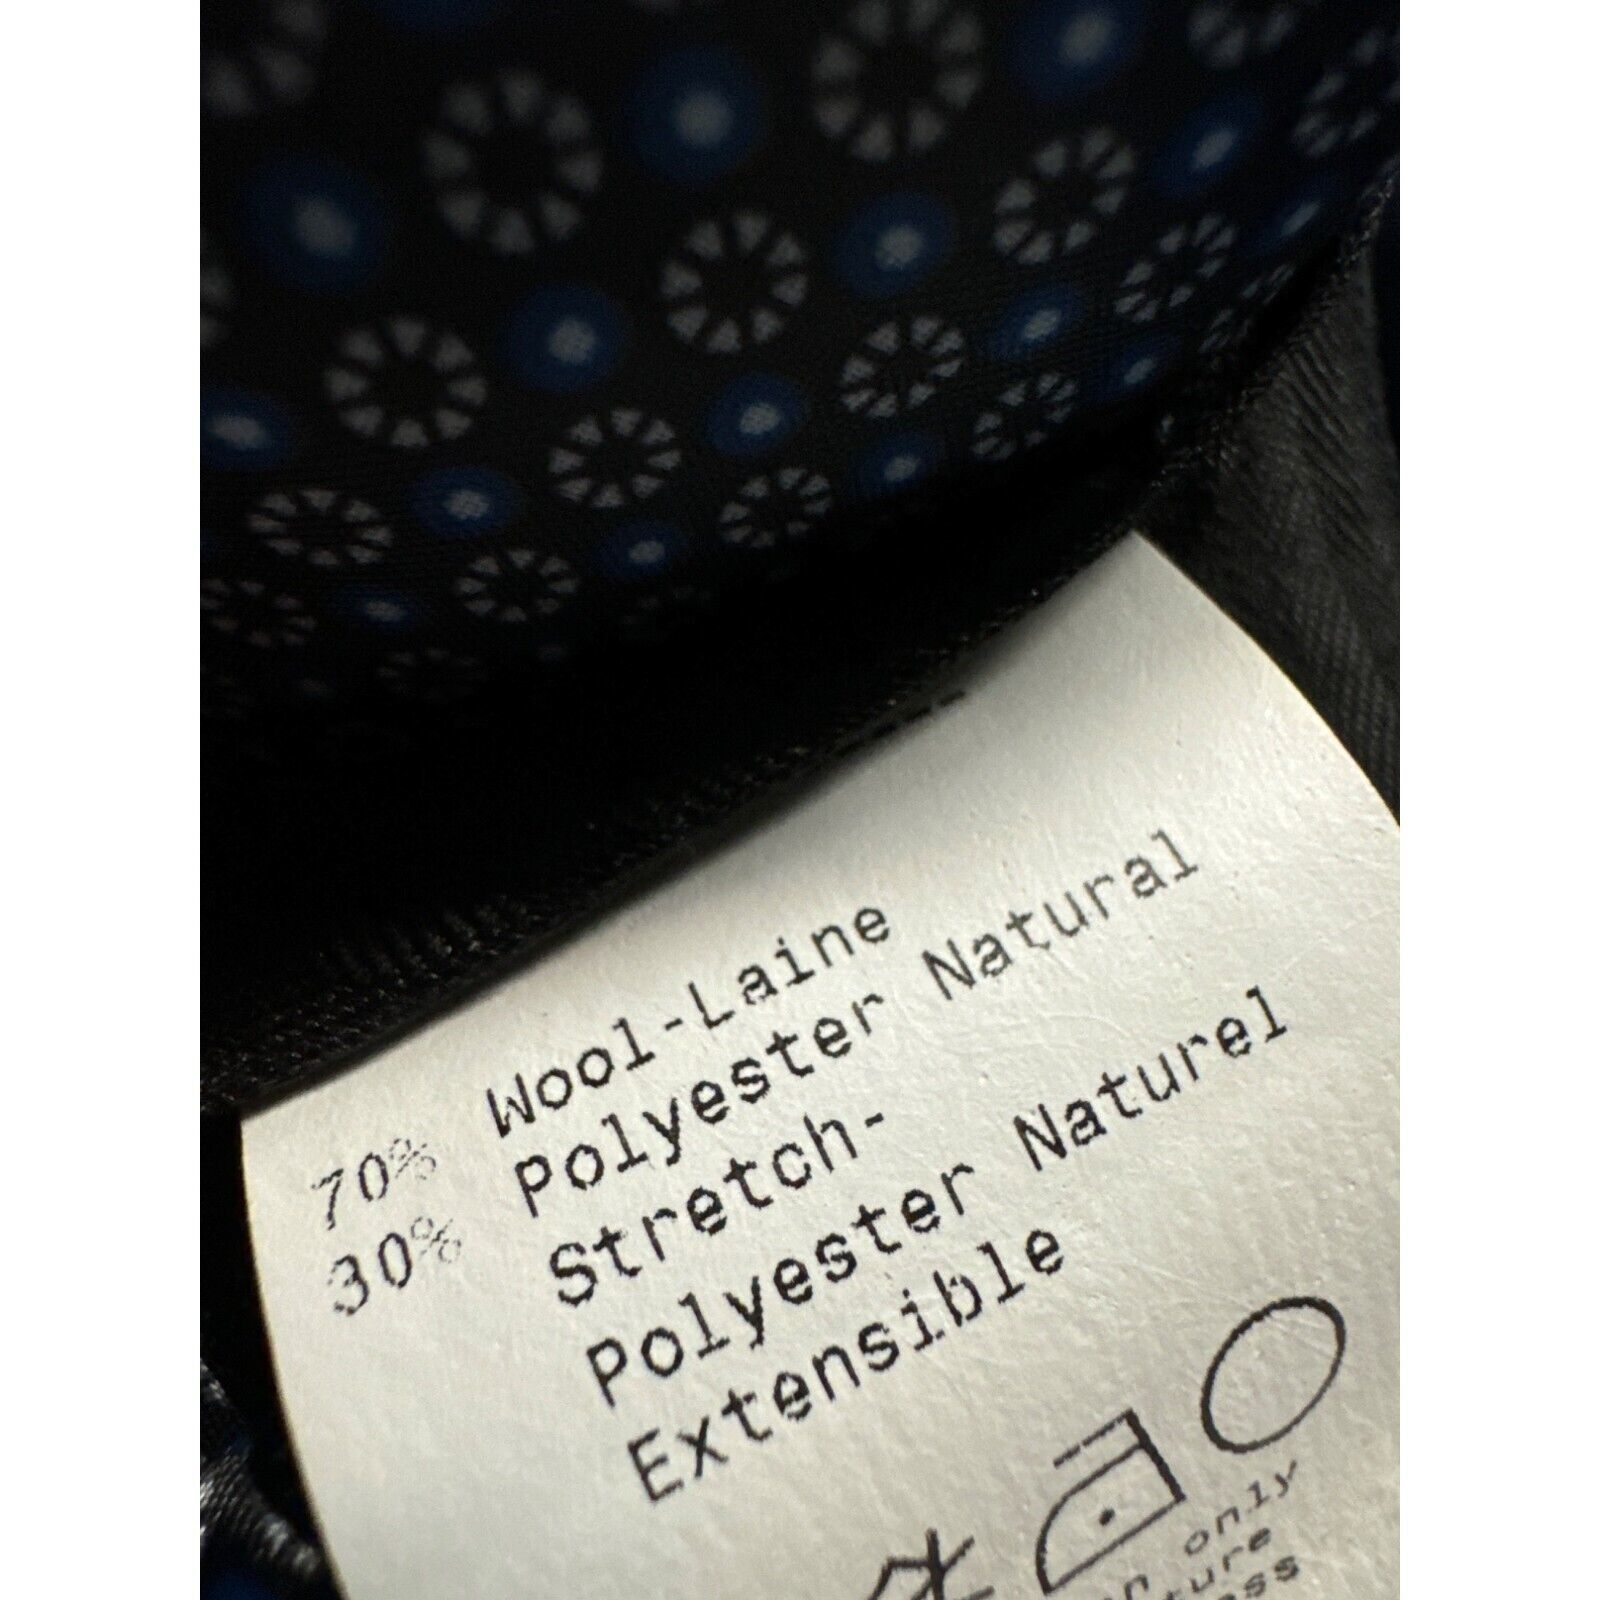 70% Wool-Laine
30% Polyester Natural
Stretch-
Polyester Naturel
Extensible
only